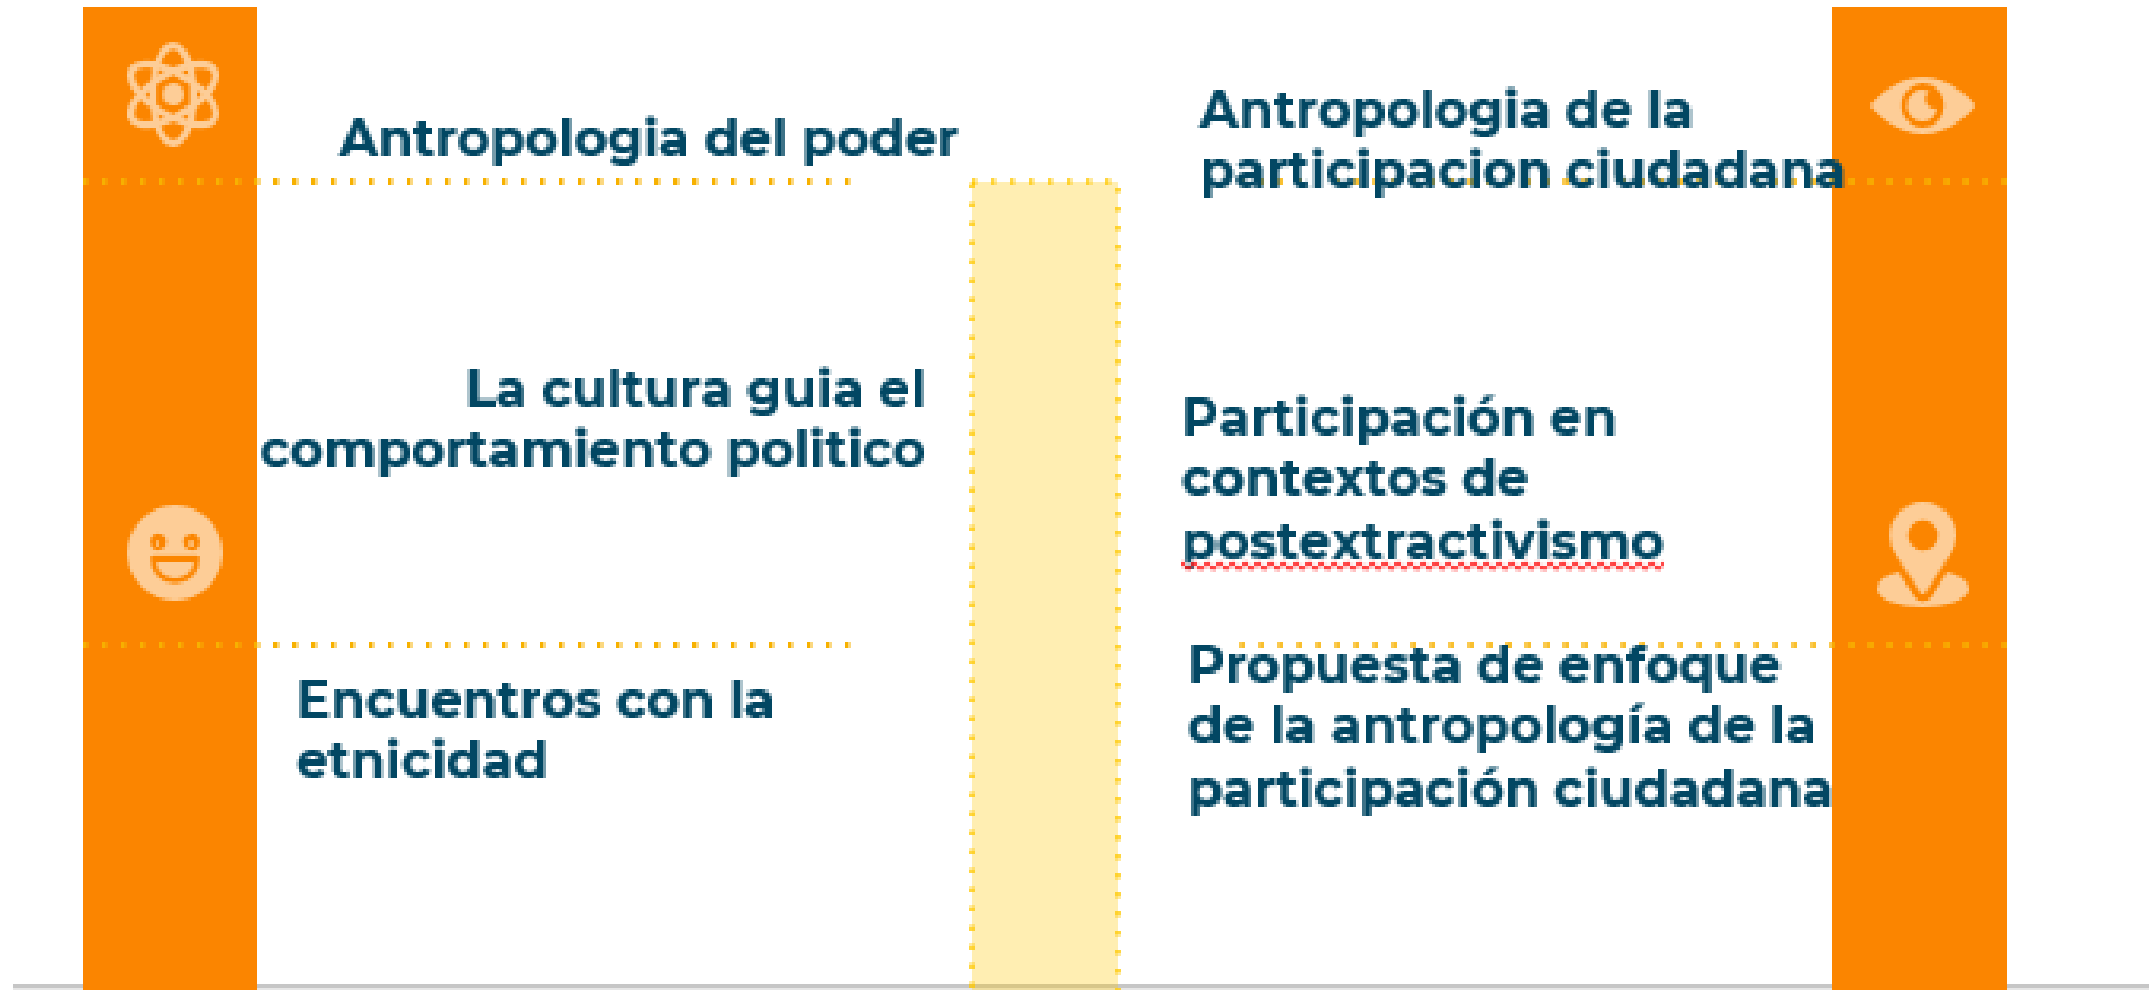 Antropologia del poder
La cultura guia el
comportamiento politico
Encuentros con la
etnicidad
Antropologia de la
participacion ciudadana
Participación en
contextos de
postextractivismo
Propuesta de enfoque
de la antropología de la
participación ciudadana